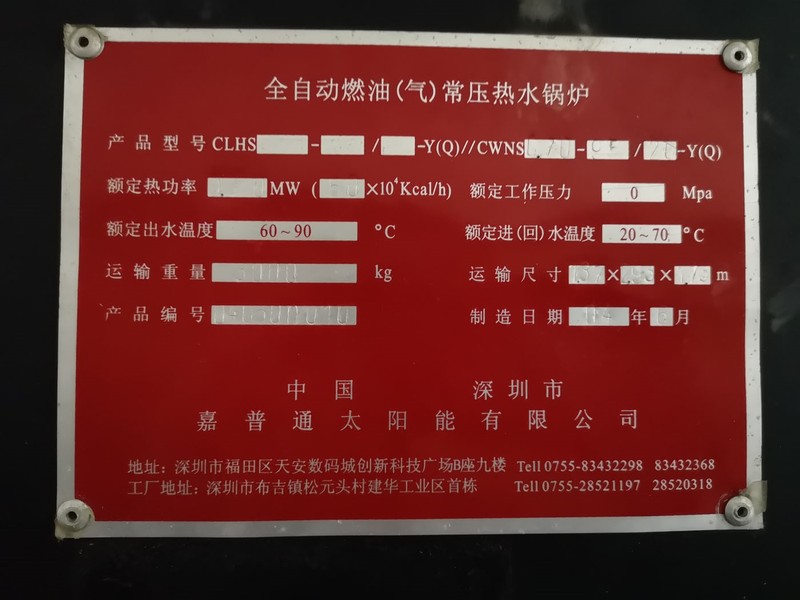 全自动燃油(气)常压热水锅炉
产品型号 CLHS - / -Y(Q)//CWNS - / -Y(Q)
额定热功率 MW ( ×10⁴Kcal/h) 额定工作压力 0 Mpa
额定出水温度 60~90 °C 额定进(回)水温度 20~70 °C
运输重量 kg 运输尺寸 × × m
产品编号 制造日期 年 月
中国 深圳市
嘉普通太阳能有限公司
地址: 深圳市福田区天安数码城创新科技广场B座九楼 Tell 0755-83432298 83432368
工厂地址: 深圳市布吉镇松元头村建华工业区首栋 Tell 0755-28521197 28520318